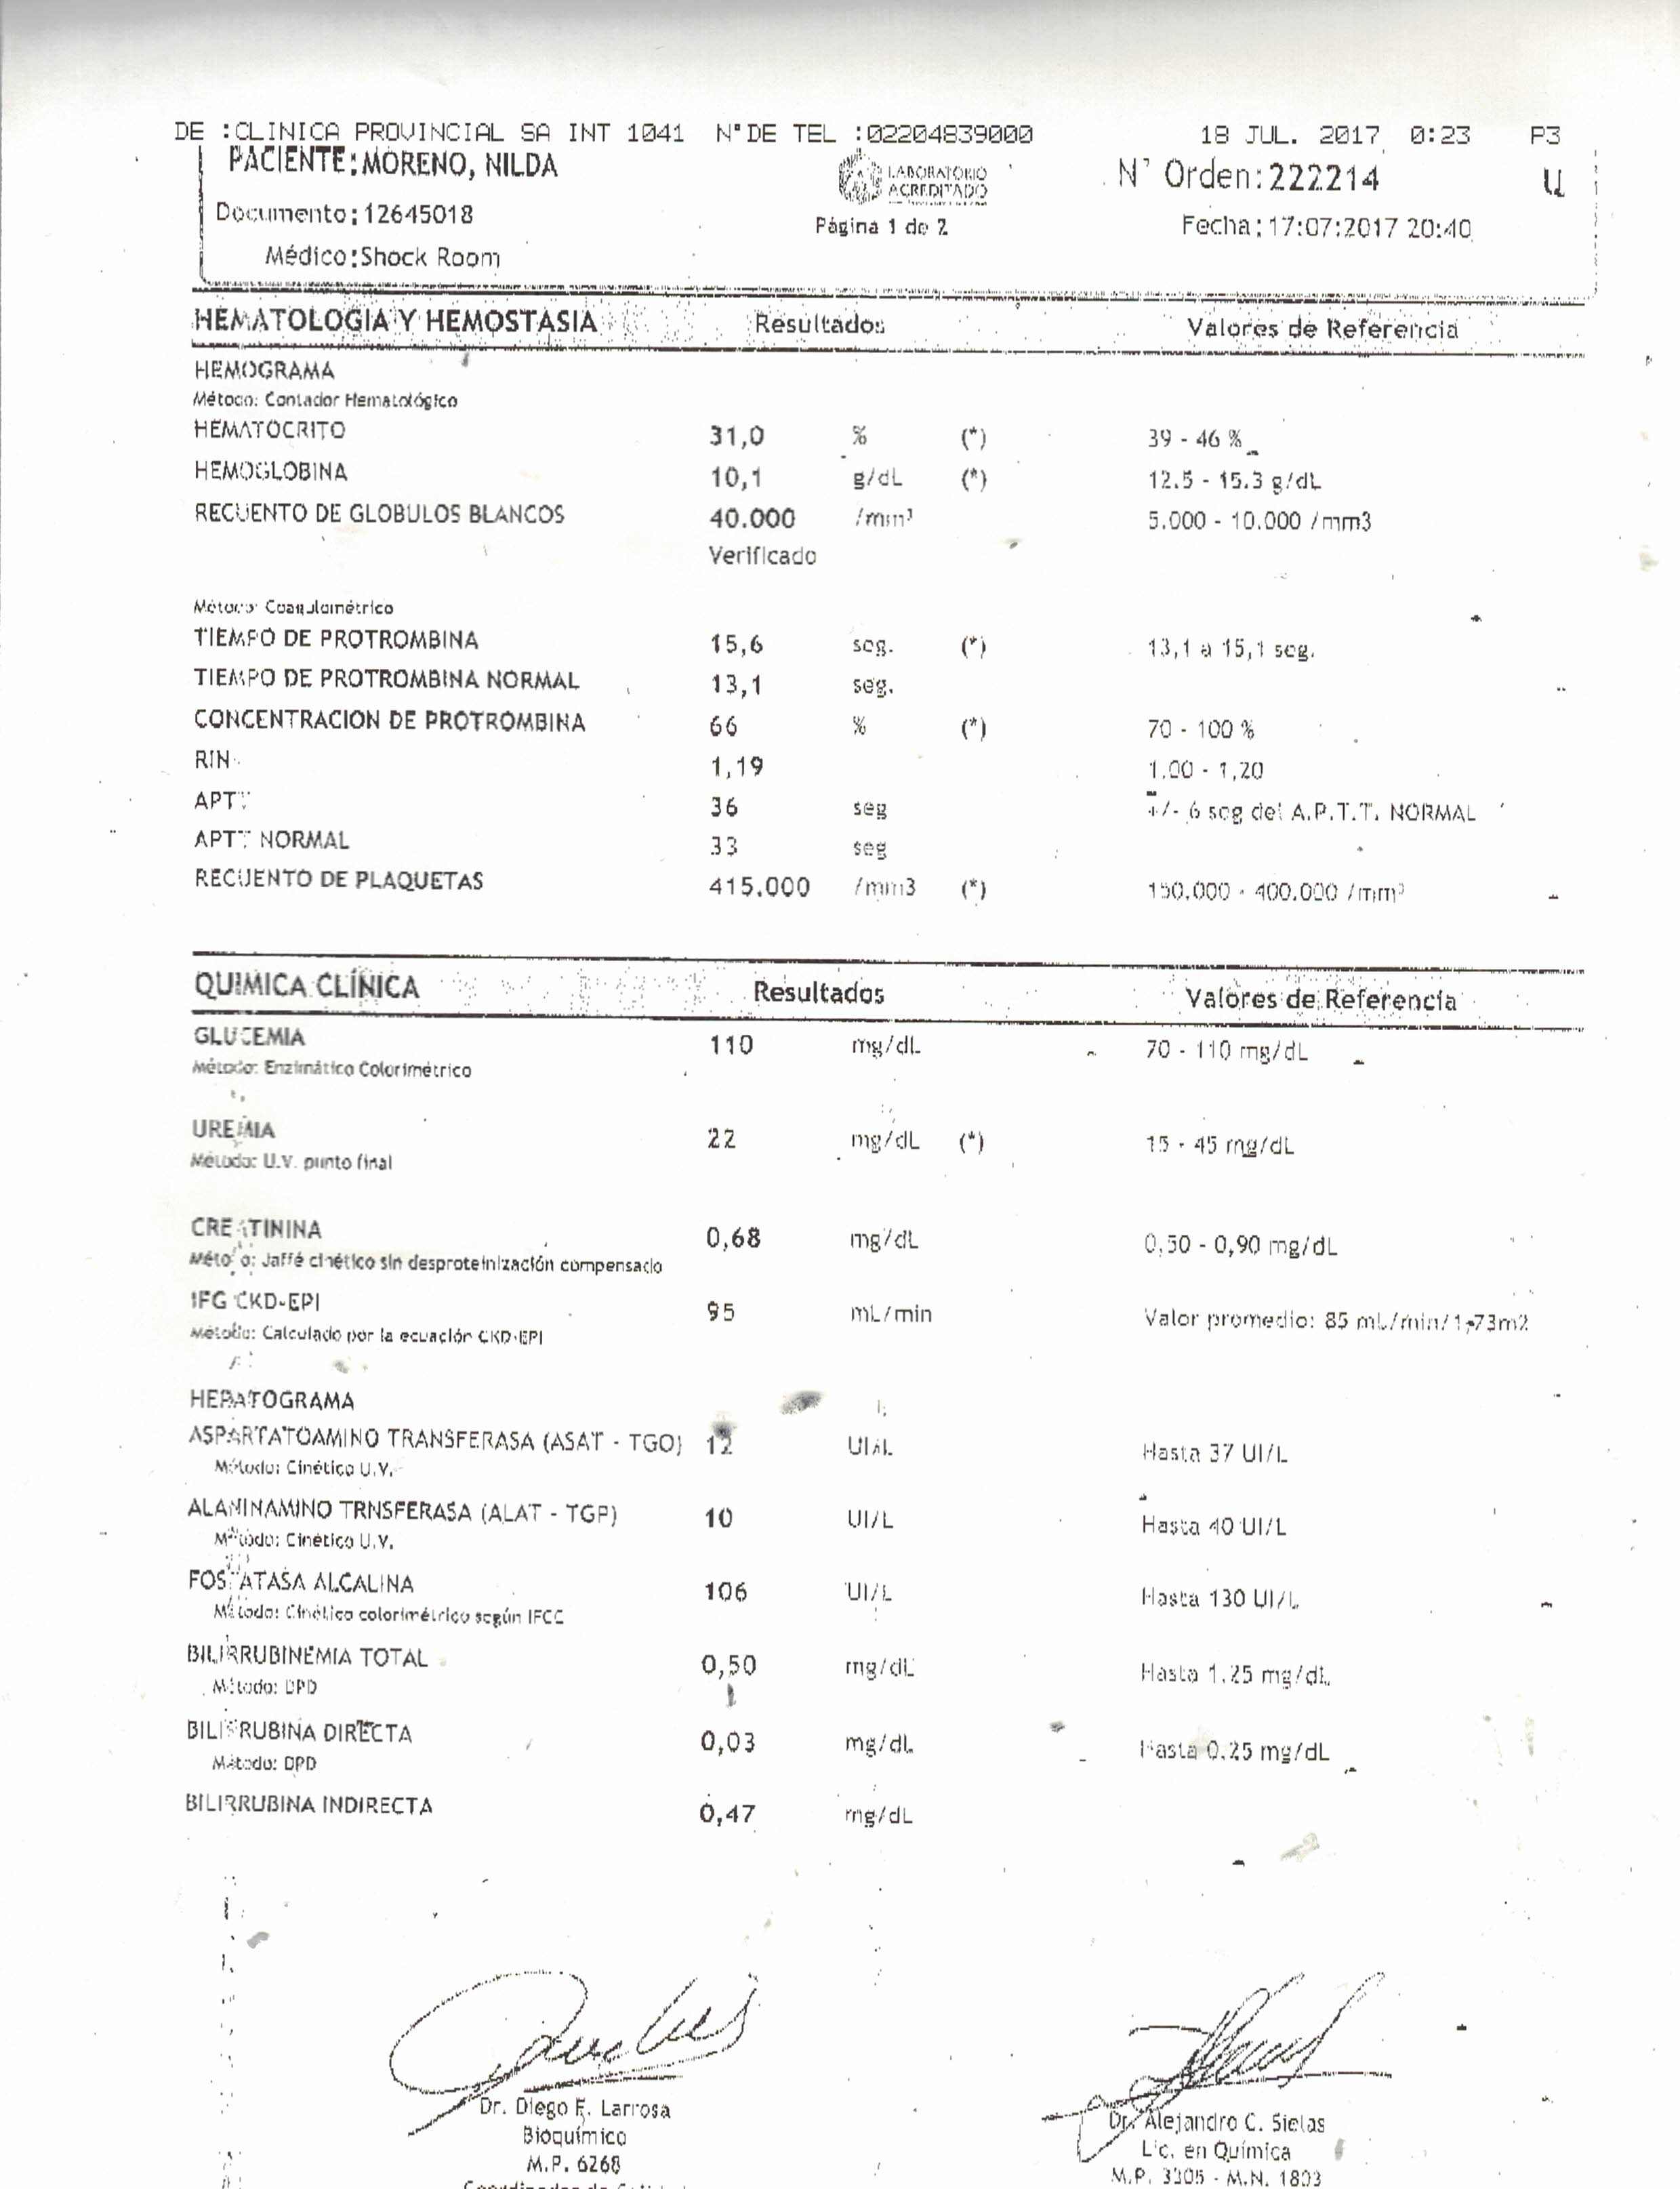 DE :CLINICA PROVINCIAL SA INT 1041 N°DE TEL :02204839000 18 JUL. 2017 0:23 P3
PACIENTE:MORENO, NILDA
LABORATORIO
ACREDITADO
N° Orden:222214 U
Documento:12645018
Página 1 de 2
Fecha:17:07:2017 20:40
Médico:Shock Room
HEMATOLOGIA Y HEMOSTASIA Resultados Valores de Referencia
HEMOGRAMA
Método: Contador Hematológico
HEMATOCRITO 31,0 % (*) 39 - 46 %
HEMOGLOBINA 10,1 g/dL (*) 12.5 - 15.3 g/dL
RECUENTO DE GLOBULOS BLANCOS 40.000 /mm³ 5.000 - 10.000 /mm3
Verificado
Método: Coagulométrico
TIEMPO DE PROTROMBINA 15,6 seg. (*) 13,1 a 15,1 seg.
TIEMPO DE PROTROMBINA NORMAL 13,1 seg.
CONCENTRACION DE PROTROMBINA 66 % (*) 70 - 100 %
RIN 1,19 1.00 - 1,20
APTT 36 seg +/- 6 seg del A.P.T.T. NORMAL
APTT NORMAL 33 seg
RECUENTO DE PLAQUETAS 415.000 /mm3 (*) 150.000 - 400.000 /mm³
QUIMICA CLÍNICA Resultados Valores de Referencia
GLUCEMIA 110 mg/dL 70 - 110 mg/dL
Método: Enzimático Colorimétrico
UREMIA 22 mg/dL (*) 15 - 45 mg/dL
Método: U.V. punto final
CREATININA 0,68 mg/dL 0,50 - 0,90 mg/dL
Método: Jaffé cinético sin desproteinización compensado
IFG CKD-EPI 95 mL/min Valor promedio: 85 mL/min/1,73m2
Método: Calculado por la ecuación CKD-EPI
HEPATOGRAMA
ASPARTATOAMINO TRANSFERASA (ASAT - TGO) 12 UI/L Hasta 37 UI/L
Método: Cinético U.V.
ALANINAMINO TRNSFERASA (ALAT - TGP) 10 UI/L Hasta 40 UI/L
Método: Cinético U.V.
FOSFATASA ALCALINA 106 UI/L Hasta 130 UI/L
Método: Cinético colorimétrico según IFCC
BILIRRUBINEMIA TOTAL 0,50 mg/dL Hasta 1.25 mg/dL
Método: DPD
BILIRRUBINA DIRECTA 0,03 mg/dL Hasta 0.25 mg/dL
Método: DPD
BILIRRUBINA INDIRECTA 0,47 mg/dL
Dr. Diego F. Larrosa
Bioquímico
M.P. 6268
Dr. Alejandro C. Sielas
Lic. en Química
M.P. 3305 - M.N. 1803